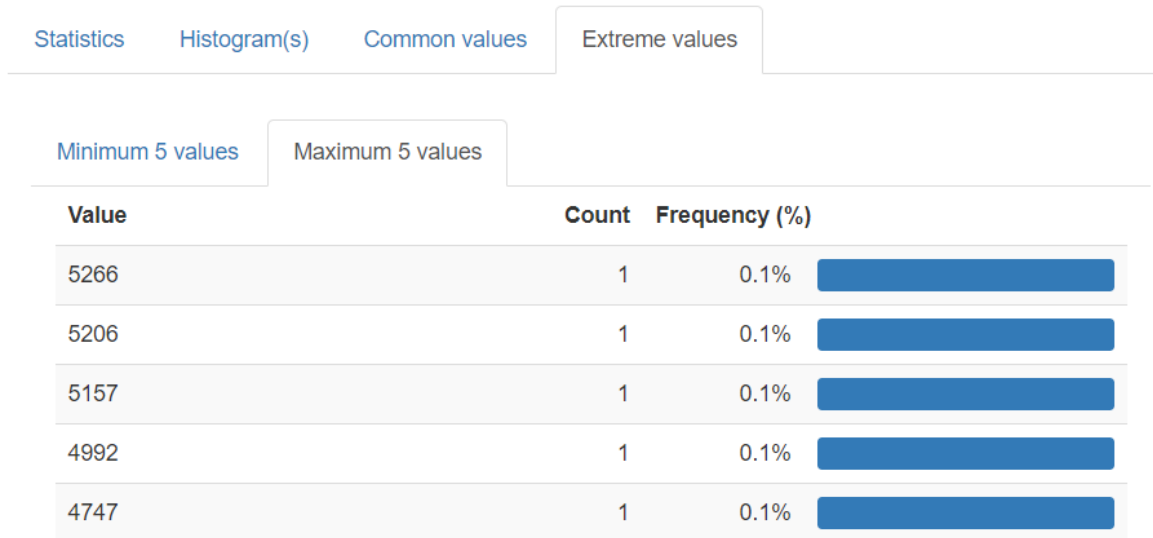 Statistics Histogram(s) Common values Extreme values
Minimum 5 values Maximum 5 values
Value Count Frequency (%)
5266 1 0.1%
5206 1 0.1%
5157 1 0.1%
4992 1 0.1%
4747 1 0.1%